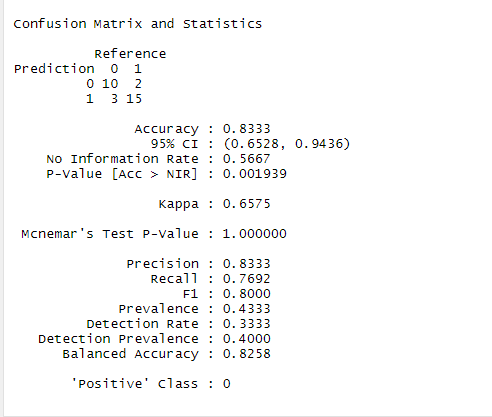 Confusion Matrix and Statistics
Reference
Prediction 0 1
0 10 2
1 3 15
Accuracy : 0.8333
95% CI : (0.6528, 0.9436)
No Information Rate : 0.5667
P-Value [Acc > NIR] : 0.001939
Kappa : 0.6575
Mcnemar's Test P-Value : 1.000000
Precision : 0.8333
Recall : 0.7692
F1 : 0.8000
Prevalence : 0.4333
Detection Rate : 0.3333
Detection Prevalence : 0.4000
Balanced Accuracy : 0.8258
'Positive' Class : 0